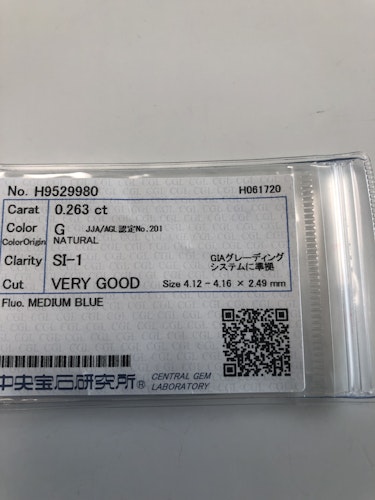 No. H9529980 H061720
Carat 0.263 ct
Color G JJA/AGL 認定No.201
ColorOrigin NATURAL
Clarity SI-1 GIAグレーディング
システムに準拠
Cut VERY GOOD Size 4.12 - 4.16 × 2.49 mm
Fluo. MEDIUM BLUE
中央宝石研究所® CENTRAL GEM
LABORATORY